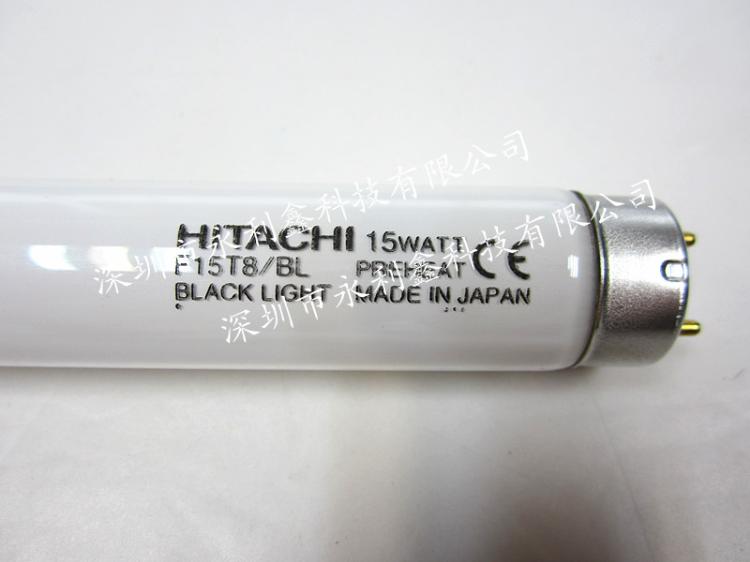 HITACHI 15WATT
F15T8/BL PREHEAT CE
BLACK LIGHT MADE IN JAPAN
深圳市永利鑫科技有限公司
深圳市永利鑫科技有限公司